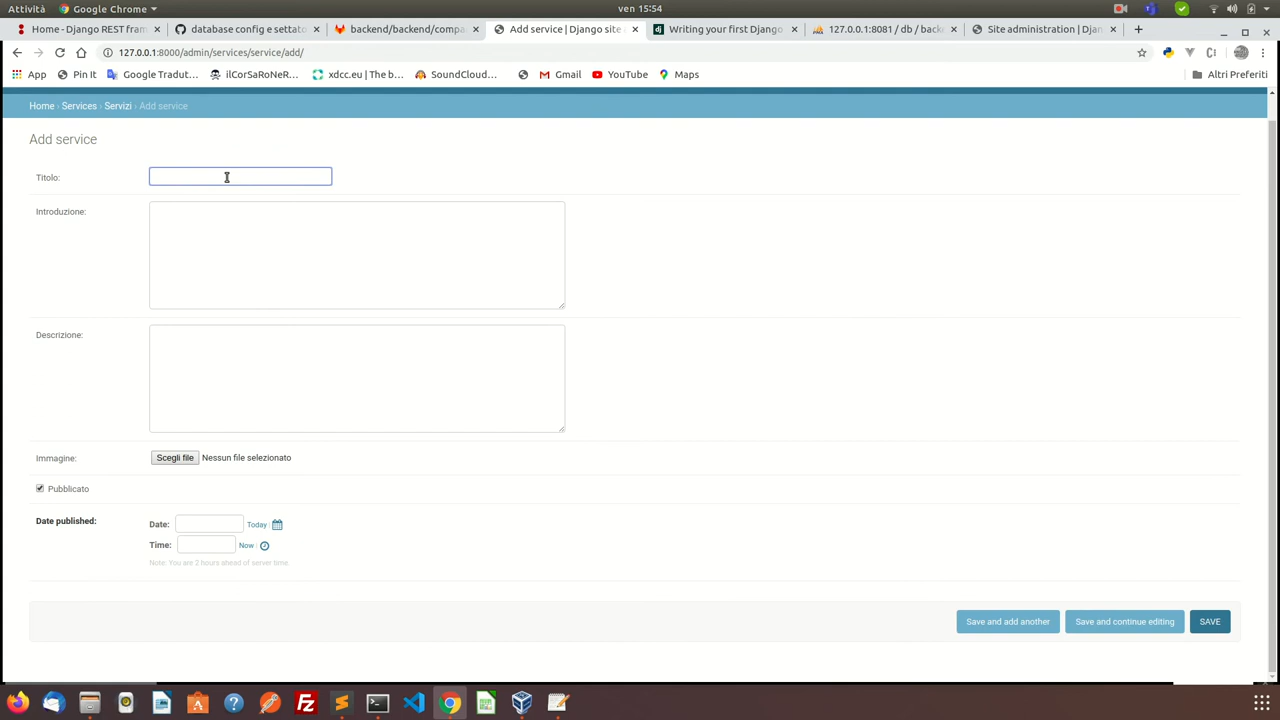 Attività Google Chrome ven 15:54
Home - Django REST fram × database config e settato × backend/backend/compa × Add service | Django site × Writing your first Django × 127.0.0.1:8081 / db / backe × Site administration | Djan ×
127.0.0.1:8000/admin/services/service/add/
App Pin It Google Tradut... ilCorSaRoNeR... xdcc.eu | The b... SoundCloud... Gmail YouTube Maps Altri Preferiti
Home › Services › Servizi › Add service
Add service
Titolo:
Introduzione:
Descrizione:
Immagine: Scegli file Nessun file selezionato
Pubblicato
Date published: Date: Today
Time: Now
Note: You are 2 hours ahead of server time.
Save and add another Save and continue editing SAVE